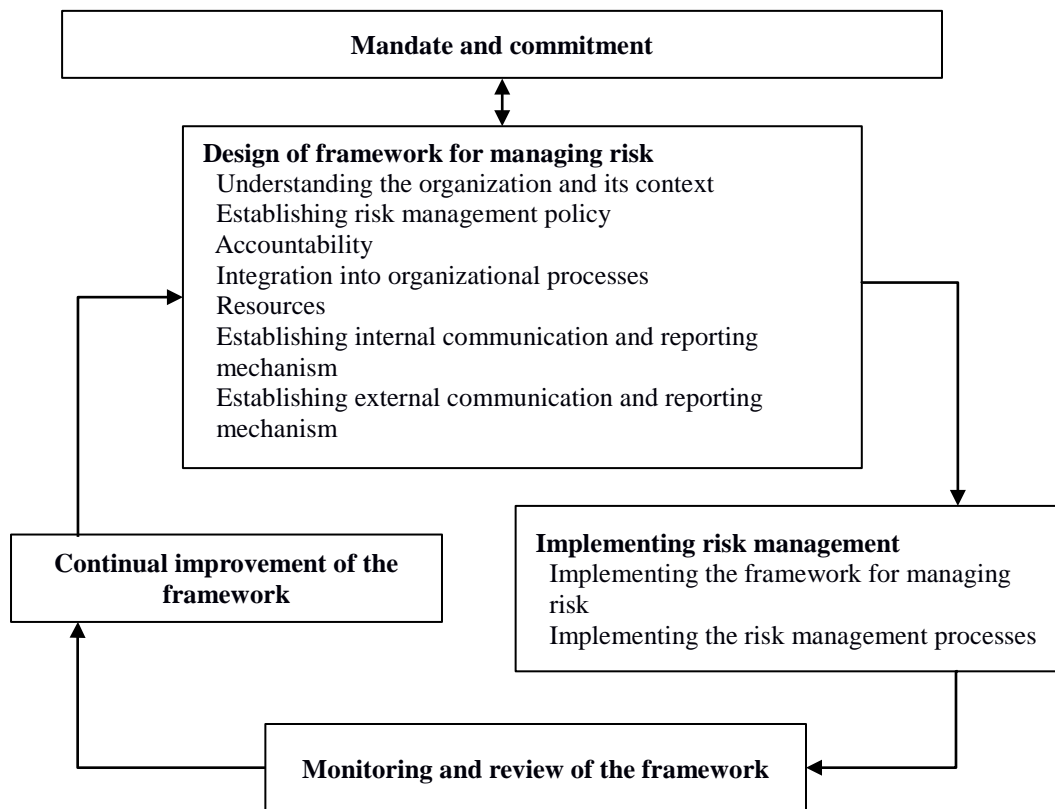 Mandate and commitment
Design of framework for managing risk
Understanding the organization and its context
Establishing risk management policy
Accountability
Integration into organizational processes
Resources
Establishing internal communication and reporting
mechanism
Establishing external communication and reporting
mechanism
Implementing risk management
Implementing the framework for managing
risk
Implementing the risk management processes
Continual improvement of the
framework
Monitoring and review of the framework